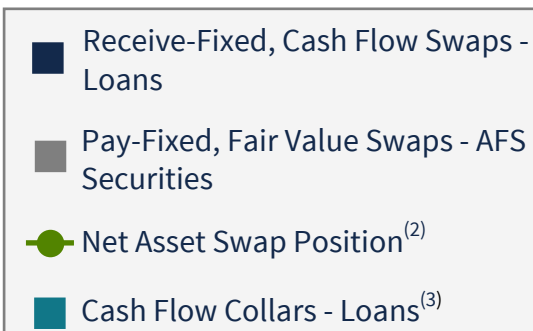 Receive-Fixed, Cash Flow Swaps -
Loans
Pay-Fixed, Fair Value Swaps - AFS
Securities
Net Asset Swap Position(2)
Cash Flow Collars - Loans(3)